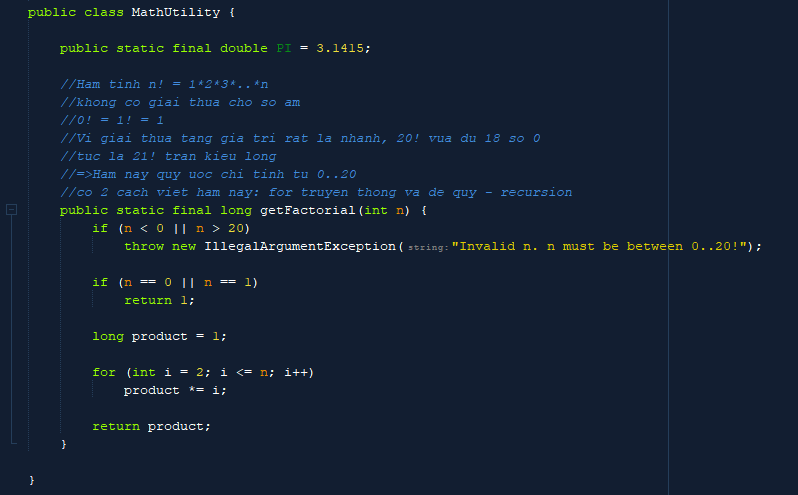 public class MathUtility {
public static final double PI = 3.1415;
//Ham tinh n! = 1*2*3*..*n
//khong co giai thua cho so am
//0! = 1! = 1
//Vi giai thua tang gia tri rat la nhanh, 20! vua du 18 so 0
//tuc la 21! tran kieu long
//=>Ham nay quy uoc chi tinh tu 0..20
//co 2 cach viet ham nay: for truyen thong va de quy - recursion
public static final long getFactorial(int n) {
if (n < 0 || n > 20)
throw new IllegalArgumentException(string:"Invalid n. n must be between 0..20!");
if (n == 0 || n == 1)
return 1;
long product = 1;
for (int i = 2; i <= n; i++)
product *= i;
return product;
}
}